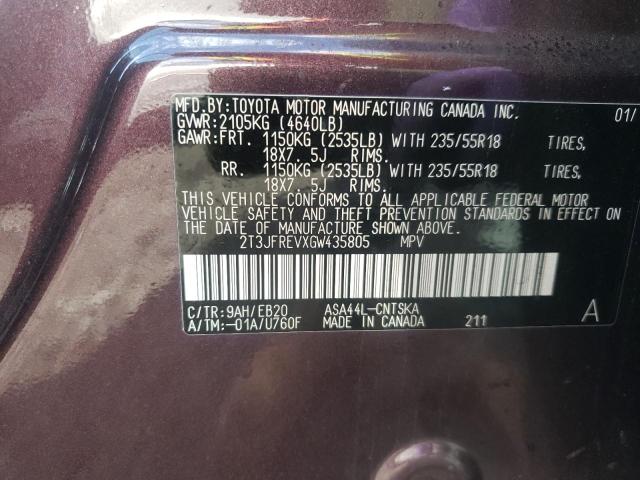 MFD.BY:TOYOTA MOTOR MANUFACTURING CANADA INC. 01/
GVWR:2105KG (4640LB)
GAWR:FRT. 1150KG (2535LB) WITH 235/55R18 TIRES,
18X7. 5J RIMS.
RR. 1150KG (2535LB) WITH 235/55R18 TIRES,
18X7. 5J RIMS.
THIS VEHICLE CONFORMS TO ALL APPLICABLE FEDERAL MOTOR
VEHICLE SAFETY AND THEFT PREVENTION STANDARDS IN EFFECT ON
THE DATE OF MANUFACTURE SHOWN ABOVE.
2T3JFREVXGW435805 MPV
C/TR:9AH/EB20 ASA44L-CNTSKA A
A/TM:-01A/U760F MADE IN CANADA 211